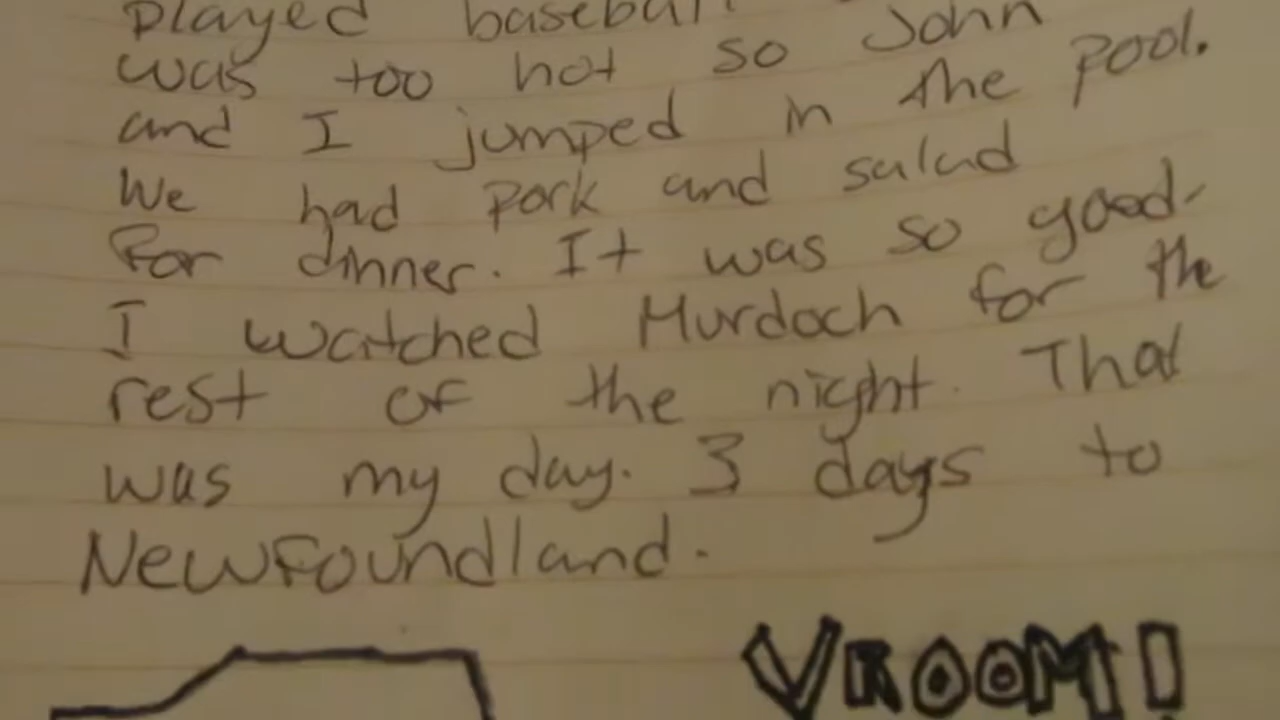 played baseball
was too hot so John
and I jumped in the pool.
We had pork and salad
for dinner. It was so good.
I watched Murdoch for the
rest of the night. That
was my day. 3 days to
Newfoundland.
VROOM!